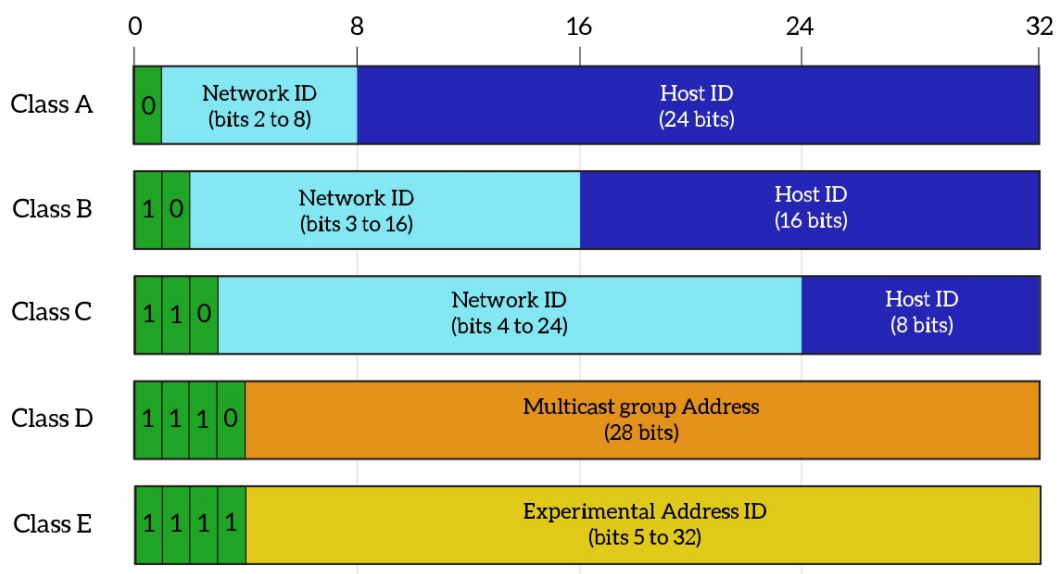 0 8 16 24 32
Class A 0 Network ID Host ID
(bits 2 to 8) (24 bits)
Class B 1 0 Network ID Host ID
(bits 3 to 16) (16 bits)
Class C 1 1 0 Network ID Host ID
(bits 4 to 24) (8 bits)
Class D 1 1 1 0 Multicast group Address
(28 bits)
Class E 1 1 1 1 Experimental Address ID
(bits 5 to 32)